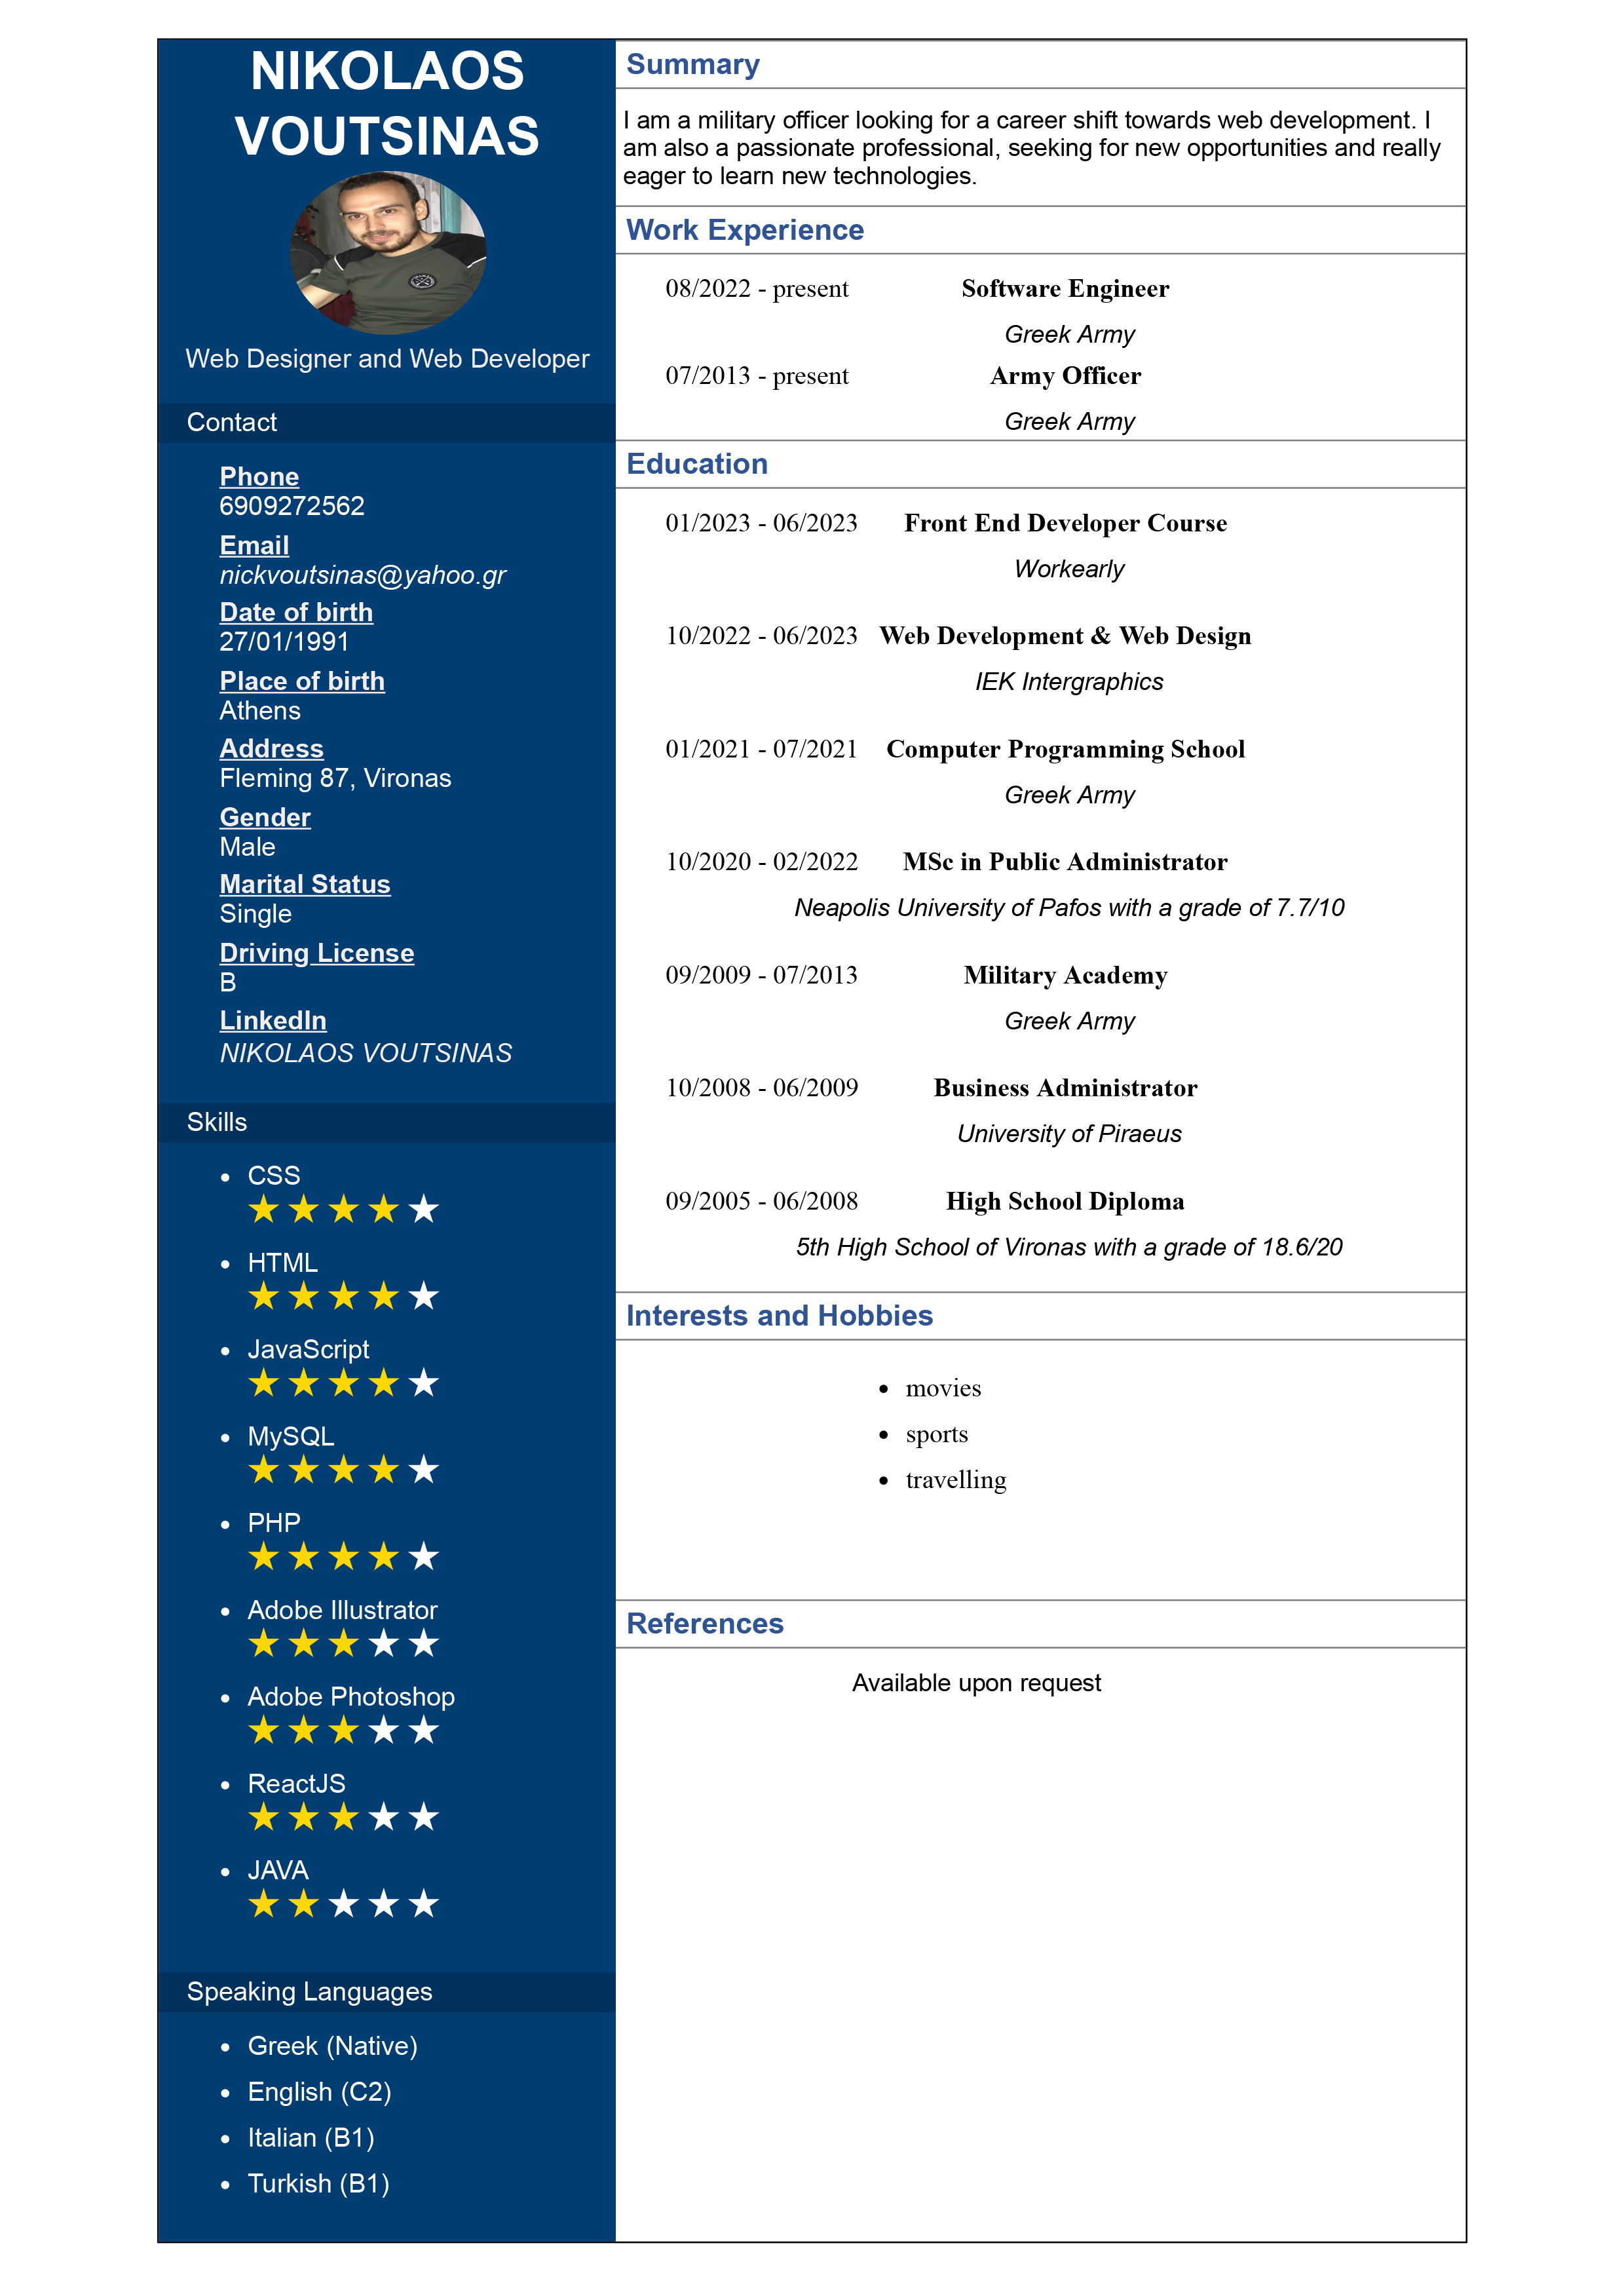 NIKOLAOS
VOUTSINAS
Web Designer and Web Developer
Contact
Phone
6909272562
Email
nickvoutsinas@yahoo.gr
Date of birth
27/01/1991
Place of birth
Athens
Address
Fleming 87, Vironas
Gender
Male
Marital Status
Single
Driving License
B
LinkedIn
NIKOLAOS VOUTSINAS
Skills
• CSS
• HTML
• JavaScript
• MySQL
• PHP
• Adobe Illustrator
• Adobe Photoshop
• ReactJS
• JAVA
Speaking Languages
• Greek (Native)
• English (C2)
• Italian (B1)
• Turkish (B1)
Summary
I am a military officer looking for a career shift towards web development. I
am also a passionate professional, seeking for new opportunities and really
eager to learn new technologies.
Work Experience
08/2022 - present Software Engineer
Greek Army
07/2013 - present Army Officer
Greek Army
Education
01/2023 - 06/2023 Front End Developer Course
Workearly
10/2022 - 06/2023 Web Development & Web Design
IEK Intergraphics
01/2021 - 07/2021 Computer Programming School
Greek Army
10/2020 - 02/2022 MSc in Public Administrator
Neapolis University of Pafos with a grade of 7.7/10
09/2009 - 07/2013 Military Academy
Greek Army
10/2008 - 06/2009 Business Administrator
University of Piraeus
09/2005 - 06/2008 High School Diploma
5th High School of Vironas with a grade of 18.6/20
Interests and Hobbies
• movies
• sports
• travelling
References
Available upon request